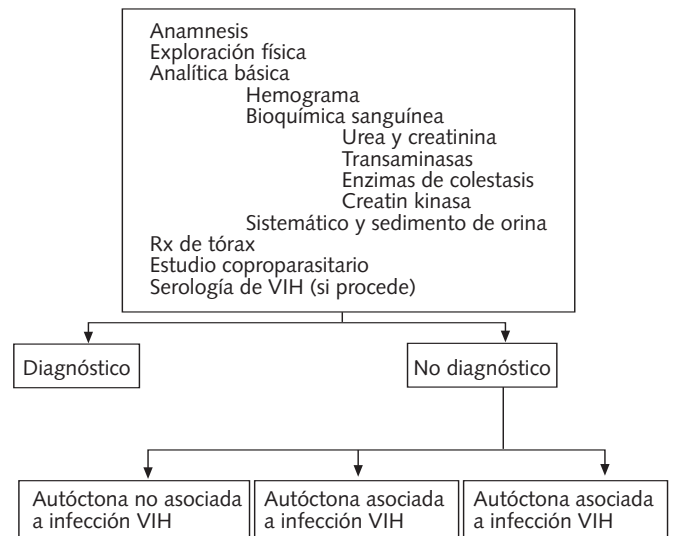 Anamnesis
Exploración física
Analítica básica
Hemograma
Bioquímica sanguínea
Urea y creatinina
Transaminasas
Enzimas de colestasis
Creatin kinasa
Sistemático y sedimento de orina
Rx de tórax
Estudio coproparasitario
Serología de VIH (si procede)
Diagnóstico
No diagnóstico
Autóctona no asociada
a infección VIH
Autóctona asociada
a infección VIH
Autóctona asociada
a infección VIH